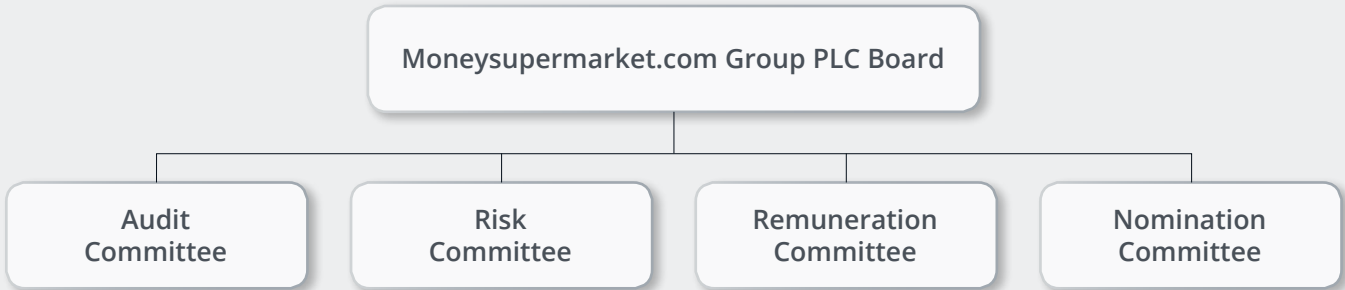 Moneysupermarket.com Group PLC Board
Audit
Committee
Risk
Committee
Remuneration
Committee
Nomination
Committee